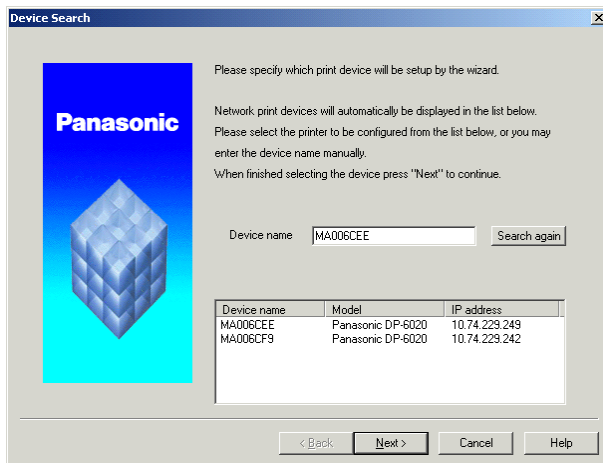 Device Search
Panasonic
Please specify which print device will be setup by the wizard.
Network print devices will automatically be displayed in the list below.
Please select the printer to be configured from the list below, or you may
enter the device name manually.
When finished selecting the device press "Next" to continue.
Device name MA006CEE Search again
Device name Model IP address
MA006CEE Panasonic DP-6020 10.74.229.249
MA006CF9 Panasonic DP-6020 10.74.229.242
< Back Next > Cancel Help